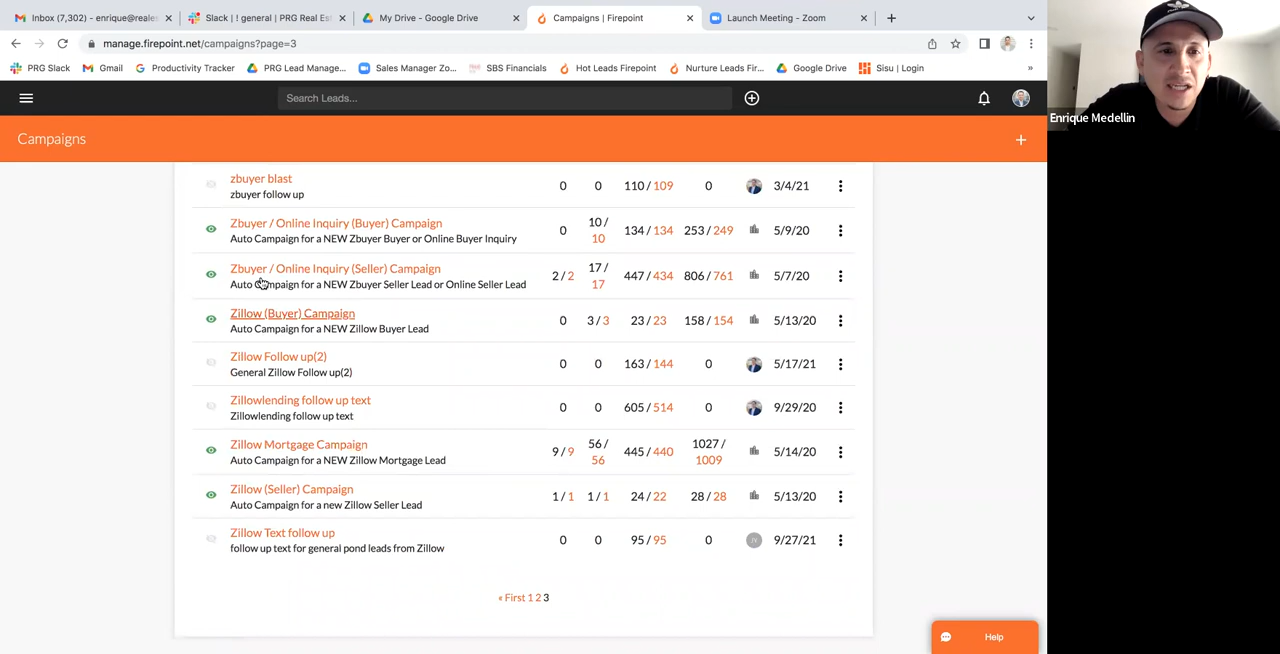 Inbox (7,302) - enrique@reales
Slack | ! general | PRG Real Est
My Drive - Google Drive
Campaigns | Firepoint
Launch Meeting - Zoom
manage.firepoint.net/campaigns?page=3
PRG Slack
Gmail
Productivity Tracker
PRG Lead Manage...
Sales Manager Zo...
SBS Financials
Hot Leads Firepoint
Nurture Leads Fir...
Google Drive
Sisu | Login
»
Search Leads...
Enrique Medellin
Campaigns
+
zbuyer blast
zbuyer follow up
0 0 110 / 109 0 3/4/21
Zbuyer / Online Inquiry (Buyer) Campaign
Auto Campaign for a NEW Zbuyer Buyer or Online Buyer Inquiry
0 10 / 10 134 / 134 253 / 249 5/9/20
Zbuyer / Online Inquiry (Seller) Campaign
Auto Campaign for a NEW Zbuyer Seller Lead or Online Seller Lead
2 / 2 17 / 17 447 / 434 806 / 761 5/7/20
Zillow (Buyer) Campaign
Auto Campaign for a NEW Zillow Buyer Lead
0 3 / 3 23 / 23 158 / 154 5/13/20
Zillow Follow up(2)
General Zillow Follow up(2)
0 0 163 / 144 0 5/17/21
Zillowlending follow up text
Zillowlending follow up text
0 0 605 / 514 0 9/29/20
Zillow Mortgage Campaign
Auto Campaign for a NEW Zillow Mortgage Lead
9 / 9 56 / 56 445 / 440 1027 / 1009 5/14/20
Zillow (Seller) Campaign
Auto Campaign for a new Zillow Seller Lead
1 / 1 1 / 1 24 / 22 28 / 28 5/13/20
Zillow Text follow up
follow up text for general pond leads from Zillow
0 0 95 / 95 0 JV 9/27/21
« First 1 2 3
Help